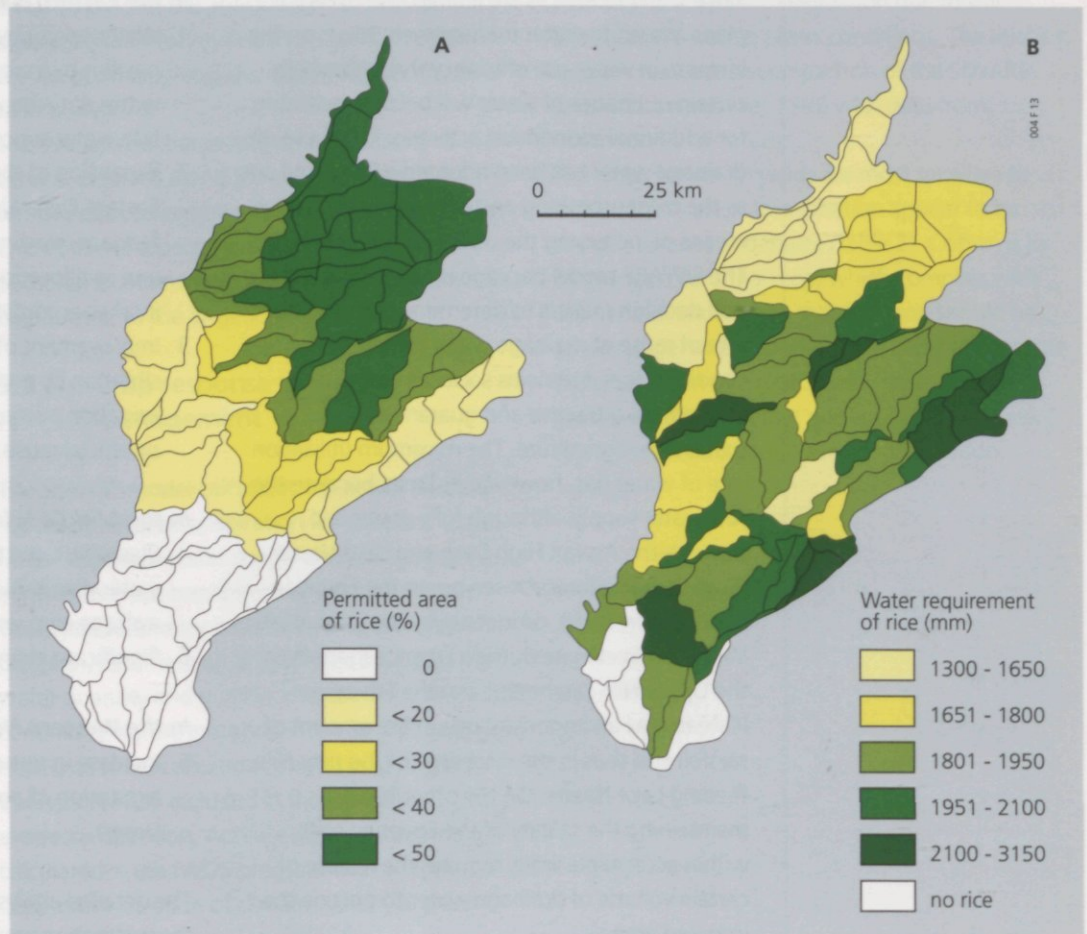 A
B
004 F 13
0 25 km
Permitted area
of rice (%)
0
< 20
< 30
< 40
< 50
Water requirement
of rice (mm)
1300 - 1650
1651 - 1800
1801 - 1950
1951 - 2100
2100 - 3150
no rice